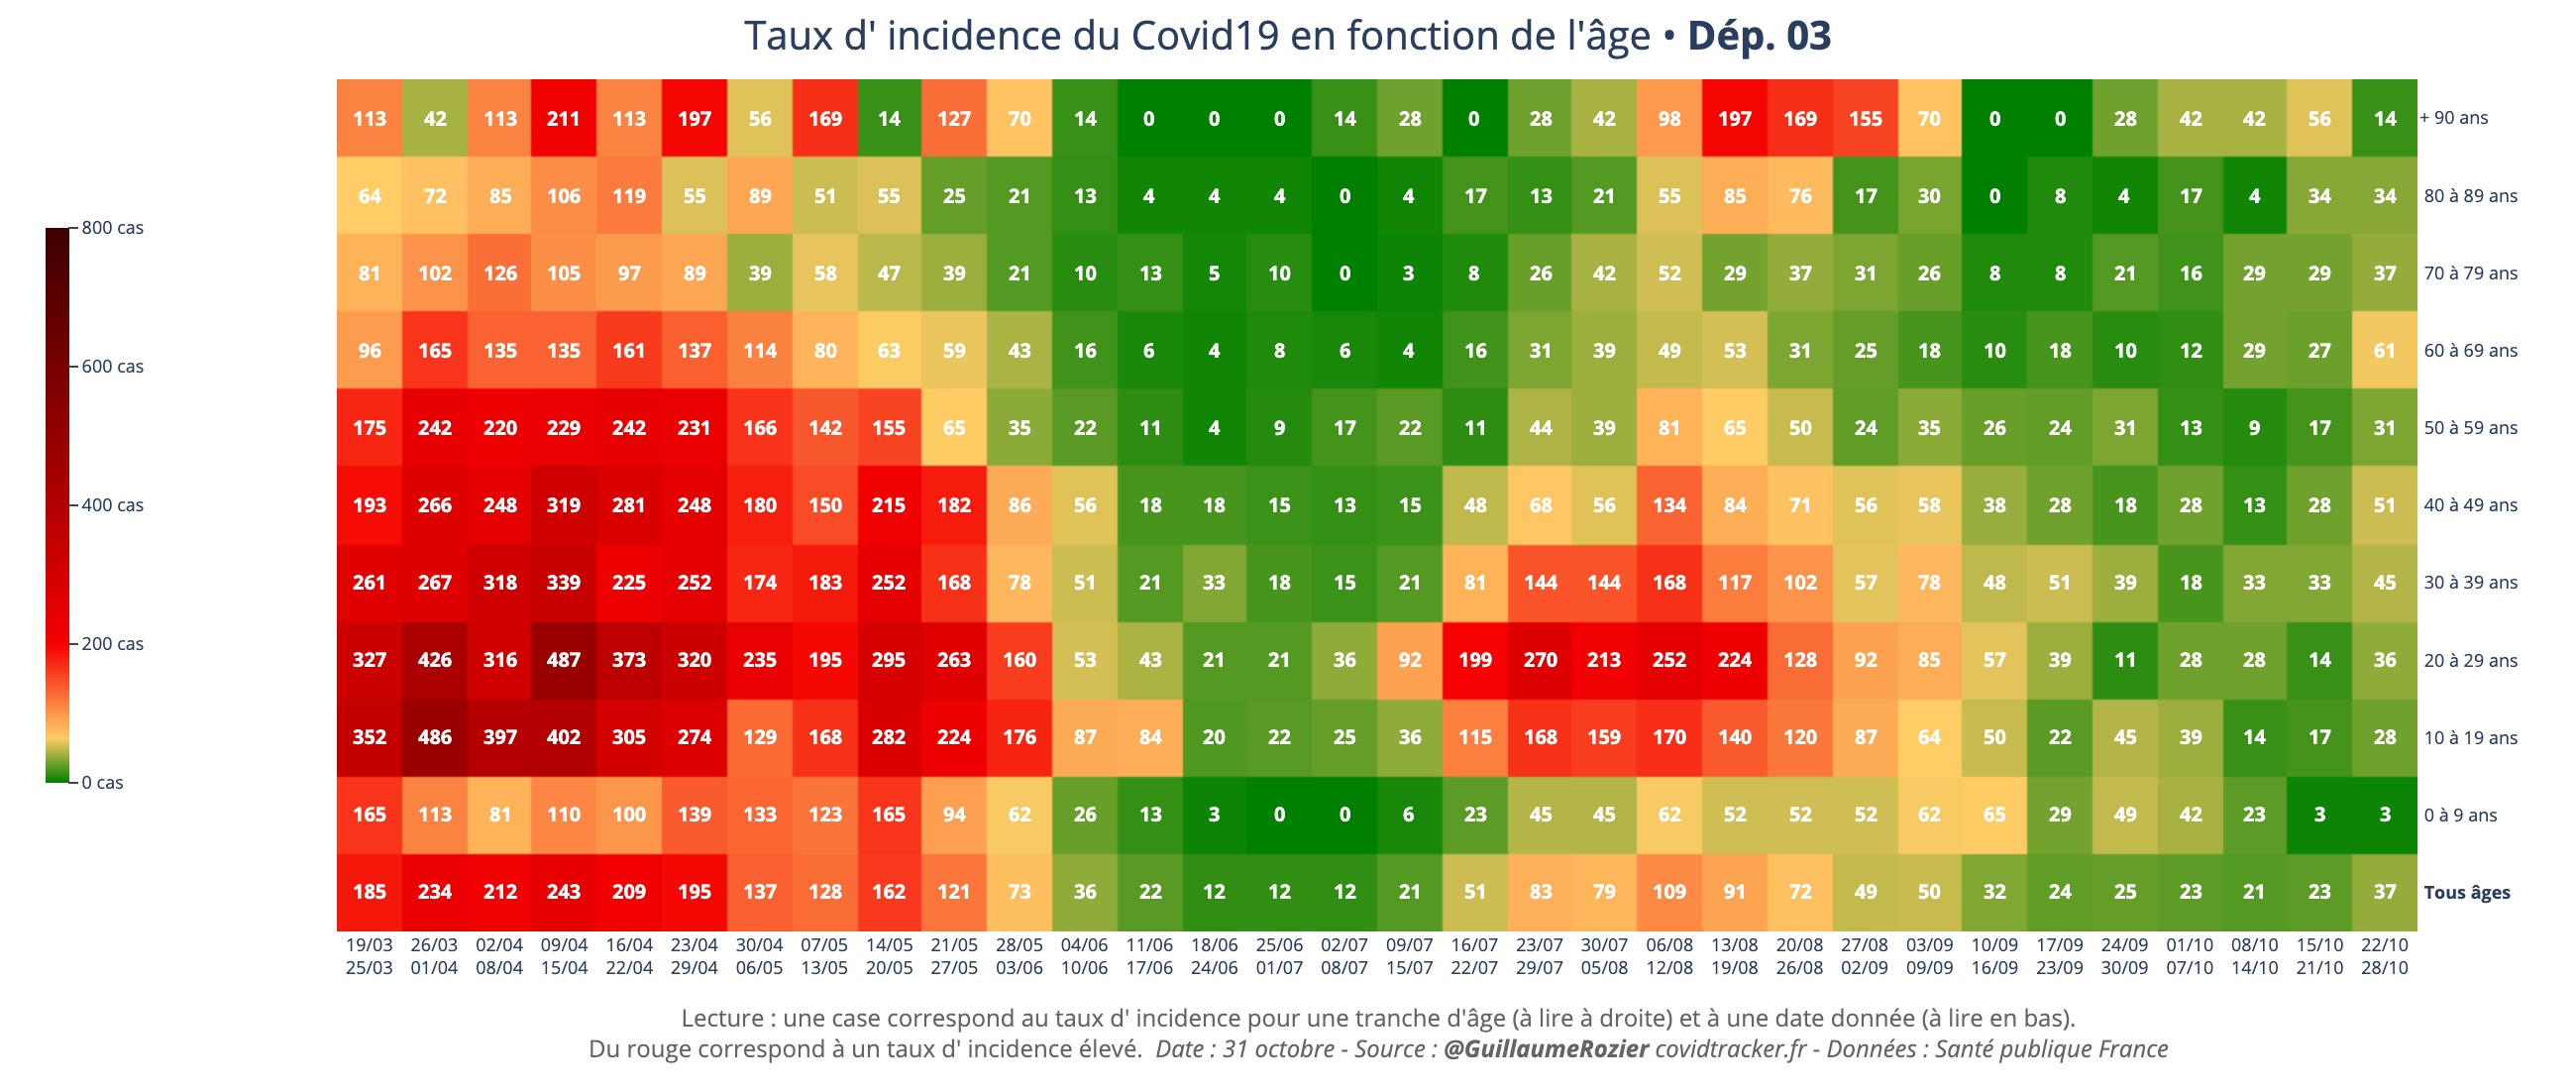 Taux d' incidence du Covid19 en fonction de l'âge • Dép. 03
113 42 113 211 113 197 56 169 14 127 70 14 0 0 0 14 28 0 28 42 98 197 169 155 70 0 0 28 42 42 56 14 + 90 ans
64 72 85 106 119 55 89 51 55 25 21 13 4 4 4 0 4 17 13 21 55 85 76 17 30 0 8 4 17 4 34 34 80 à 89 ans
800 cas
81 102 126 105 97 89 39 58 47 39 21 10 13 5 10 0 3 8 26 42 52 29 37 31 26 8 8 21 16 29 29 37 70 à 79 ans
96 165 135 135 161 137 114 80 63 59 43 16 6 4 8 6 4 16 31 39 49 53 31 25 18 10 18 10 12 29 27 61 60 à 69 ans
600 cas
175 242 220 229 242 231 166 142 155 65 35 22 11 4 9 17 22 11 44 39 81 65 50 24 35 26 24 31 13 9 17 31 50 à 59 ans
400 cas
193 266 248 319 281 248 180 150 215 182 86 56 18 18 15 13 15 48 68 56 134 84 71 56 58 38 28 18 28 13 28 51 40 à 49 ans
261 267 318 339 225 252 174 183 252 168 78 51 21 33 18 15 21 81 144 144 168 117 102 57 78 48 51 39 18 33 33 45 30 à 39 ans
200 cas
327 426 316 487 373 320 235 195 295 263 160 53 43 21 21 36 92 199 270 213 252 224 128 92 85 57 39 11 28 28 14 36 20 à 29 ans
352 486 397 402 305 274 129 168 282 224 176 87 84 20 22 25 36 115 168 159 170 140 120 87 64 50 22 45 39 14 17 28 10 à 19 ans
0 cas
165 113 81 110 100 139 133 123 165 94 62 26 13 3 0 0 6 23 45 45 62 52 52 52 62 65 29 49 42 23 3 3 0 à 9 ans
185 234 212 243 209 195 137 128 162 121 73 36 22 12 12 12 21 51 83 79 109 91 72 49 50 32 24 25 23 21 23 37 Tous âges
19/03 26/03 02/04 09/04 16/04 23/04 30/04 07/05 14/05 21/05 28/05 04/06 11/06 18/06 25/06 02/07 09/07 16/07 23/07 30/07 06/08 13/08 20/08 27/08 03/09 10/09 17/09 24/09 01/10 08/10 15/10 22/10
25/03 01/04 08/04 15/04 22/04 29/04 06/05 13/05 20/05 27/05 03/06 10/06 17/06 24/06 01/07 08/07 15/07 22/07 29/07 05/08 12/08 19/08 26/08 02/09 09/09 16/09 23/09 30/09 07/10 14/10 21/10 28/10
Lecture : une case correspond au taux d' incidence pour une tranche d'âge (à lire à droite) et à une date donnée (à lire en bas).
Du rouge correspond à un taux d' incidence élevé. Date : 31 octobre - Source : @GuillaumeRozier covidtracker.fr - Données : Santé publique France